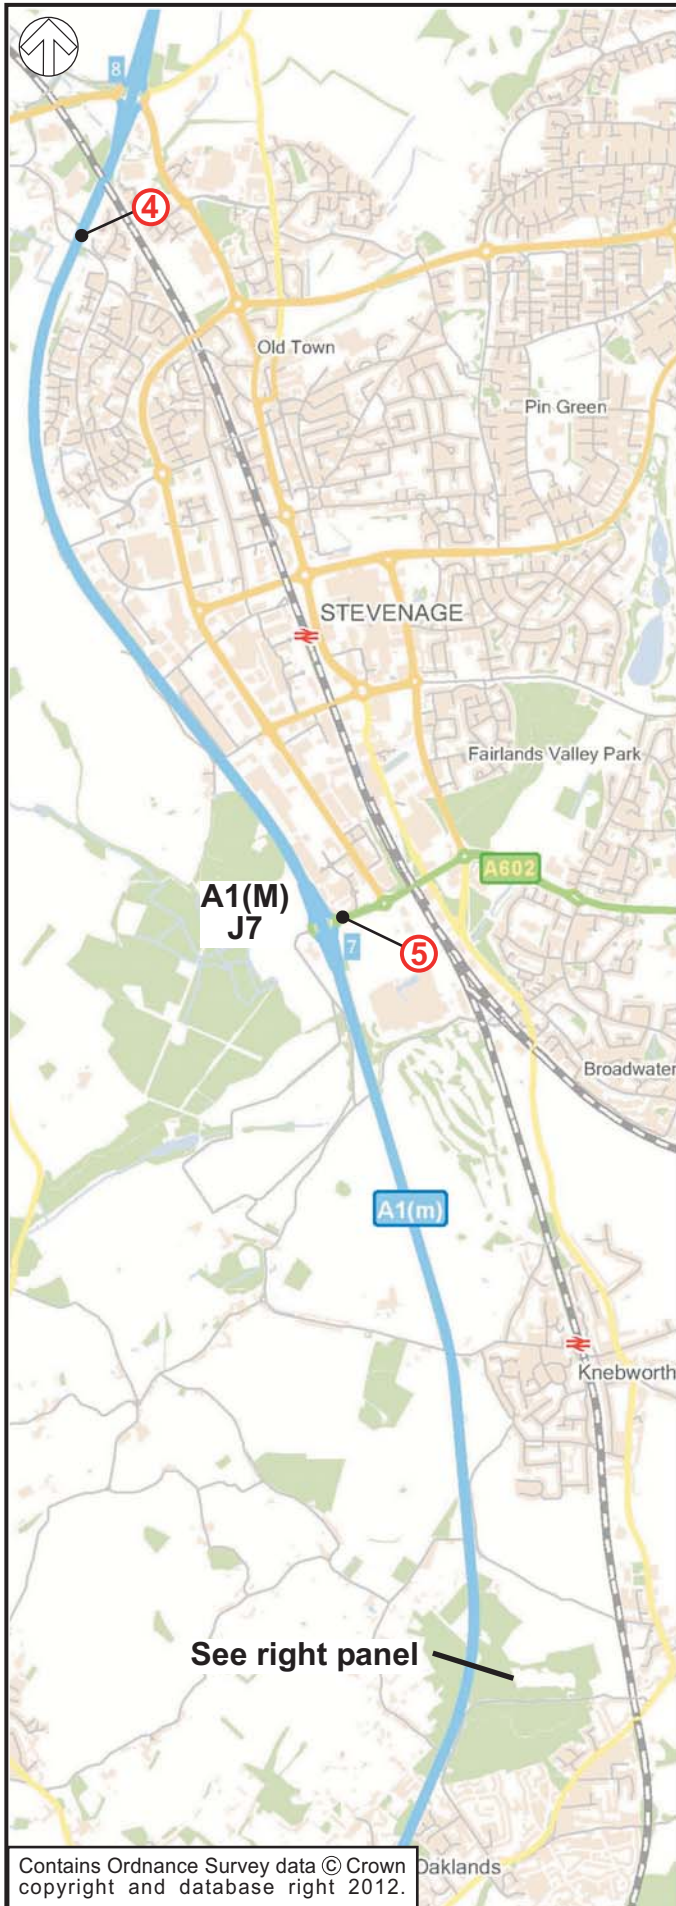 8
4
Old Town
Pin Green
STEVENAGE
Fairlands Valley Park
A602
A1(M)
J7
7
5
Broadwater
A1(m)
Knebworth
See right panel
Oaklands
Contains Ordnance Survey data © Crown
copyright and database right 2012.